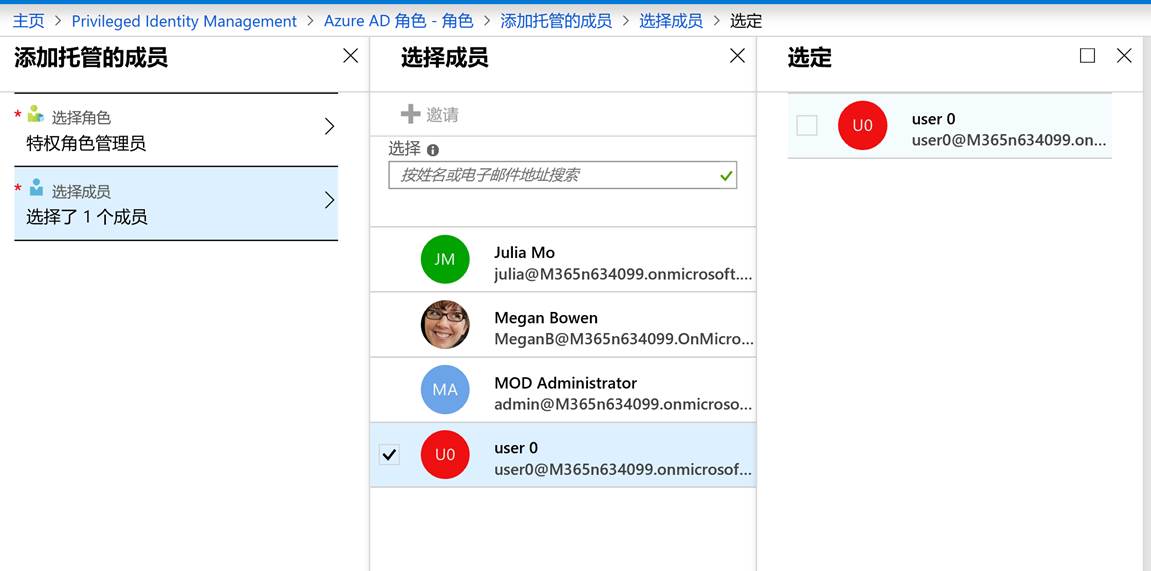 主页 > Privileged Identity Management > Azure AD 角色 - 角色 > 添加托管的成员 > 选择成员 > 选定
添加托管的成员
* 选择角色
特权角色管理员
* 选择成员
选择了 1 个成员
选择成员
邀请
选择
按姓名或电子邮件地址搜索
JM
Julia Mo
julia@M365n634099.onmicrosoft....
Megan Bowen
MeganB@M365n634099.OnMicro...
MA
MOD Administrator
admin@M365n634099.onmicroso...
U0
user 0
user0@M365n634099.onmicrosof...
选定
U0
user 0
user0@M365n634099.on...